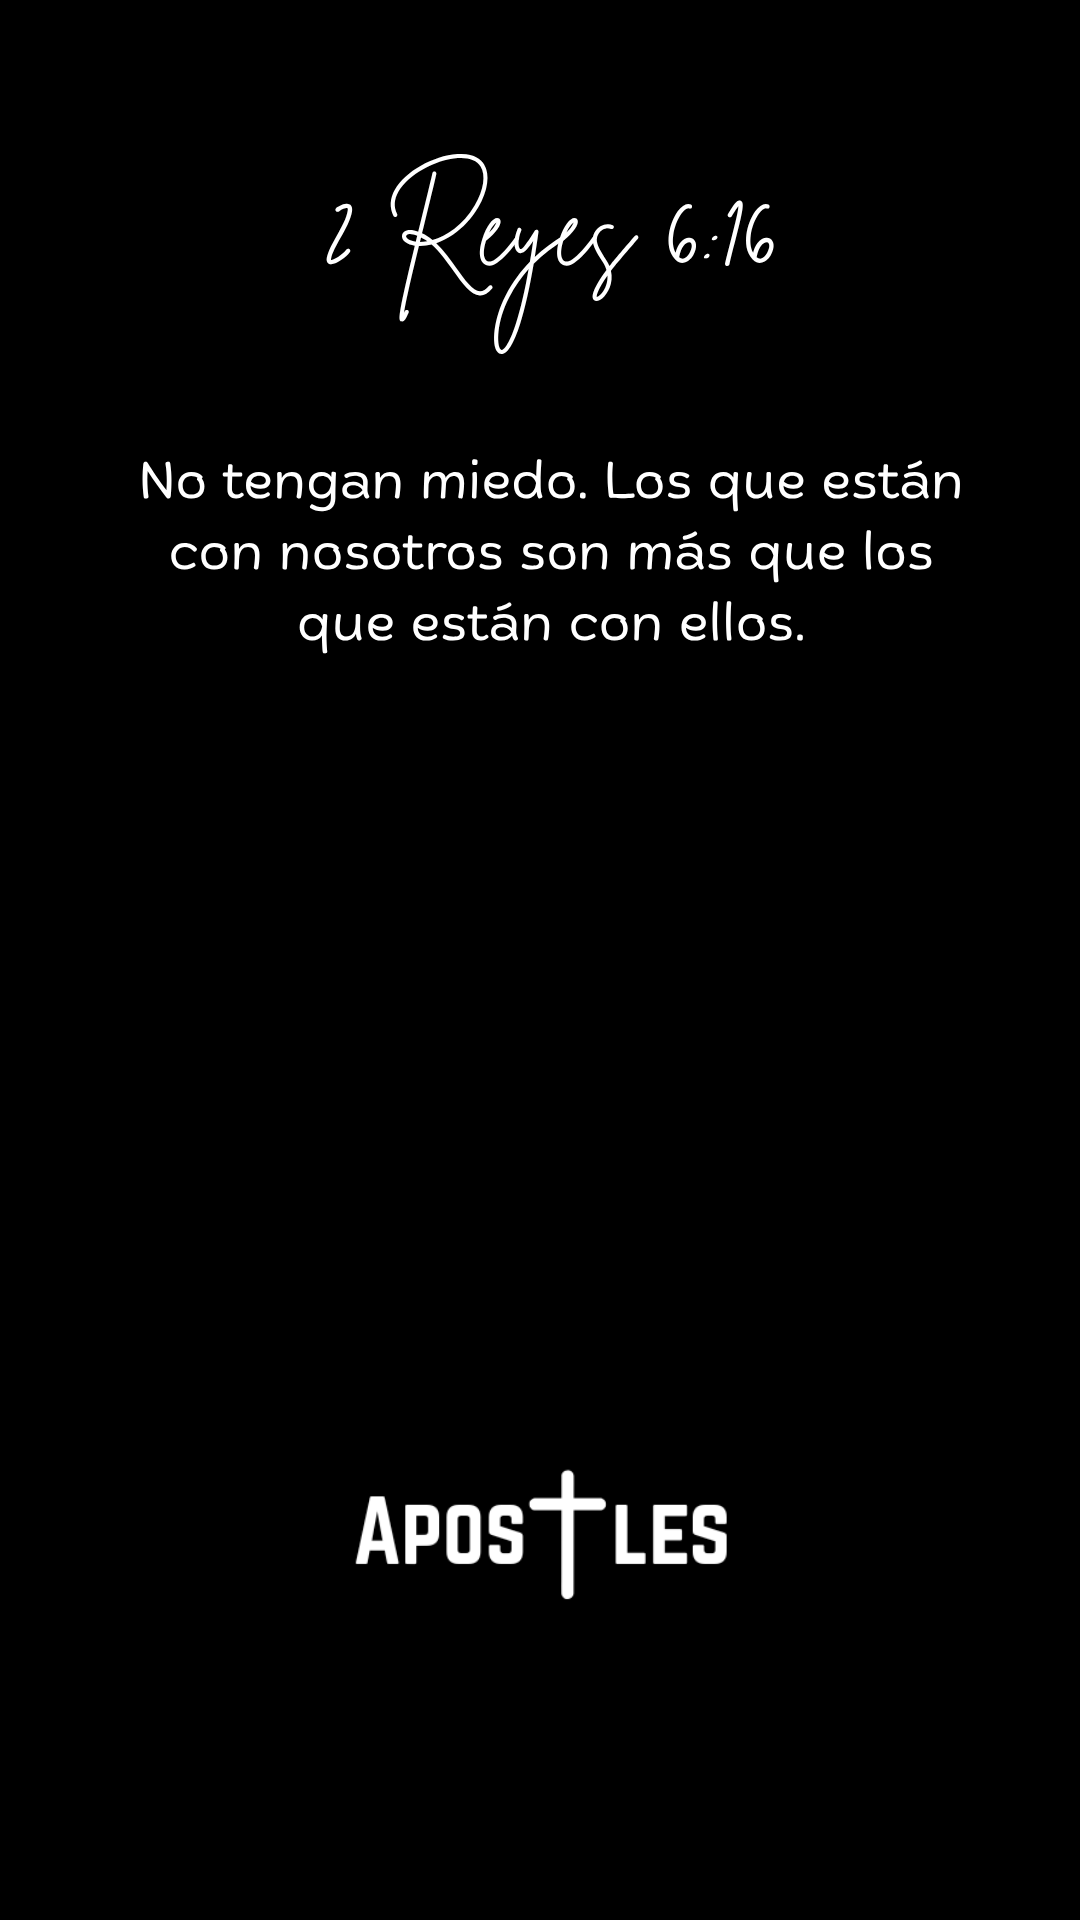 2 Reyes 6:16
No tengan miedo. Los que están
con nosotros son más que los
que están con ellos.
APOSTLES